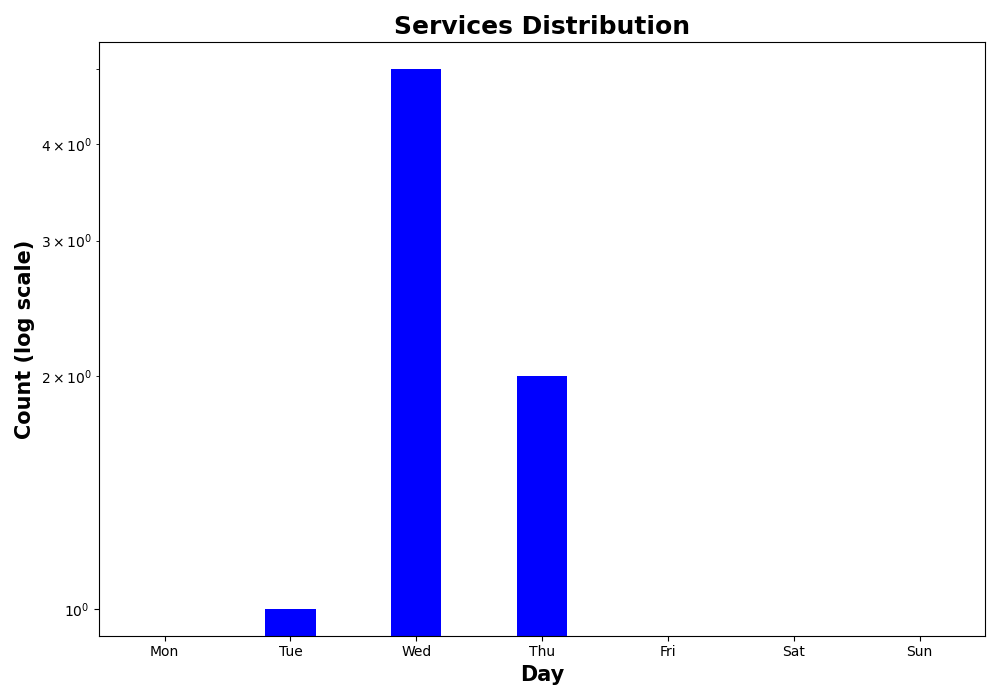 Services Distribution
Count (log scale)
4 × 10⁰
3 × 10⁰
2 × 10⁰
10⁰
Mon Tue Wed Thu Fri Sat Sun
Day